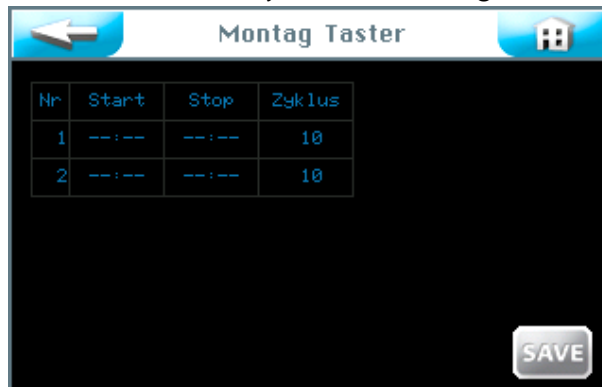 Montag Taster
Nr Start Stop Zyklus
1 --:-- --:-- 10
2 --:-- --:-- 10
SAVE